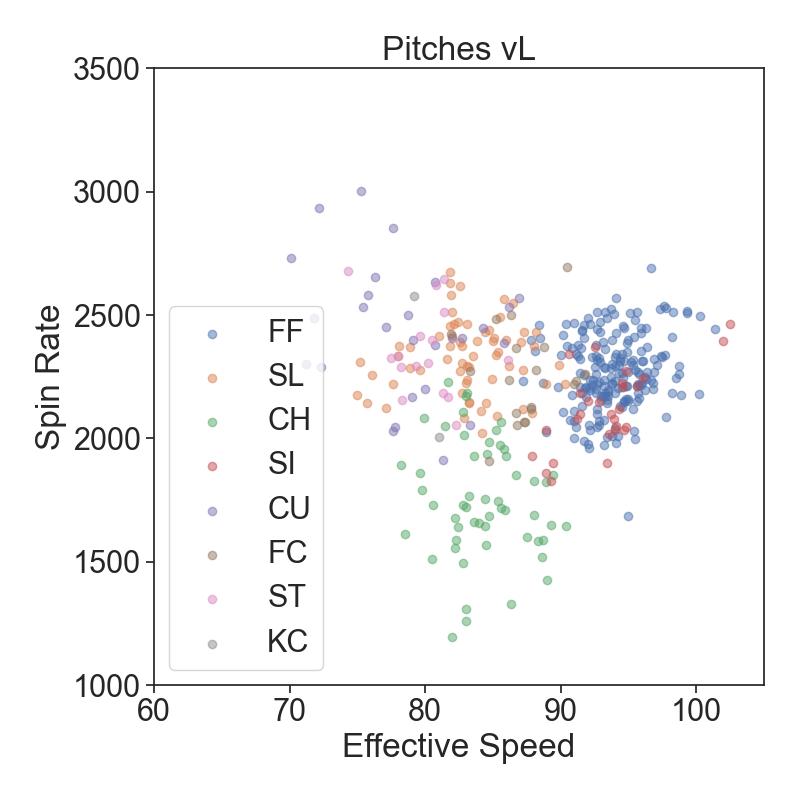 Pitches vL
3500
3000
2500
2000
1500
1000
Spin Rate
FF
SL
CH
SI
CU
FC
ST
KC
60 70 80 90 100
Effective Speed